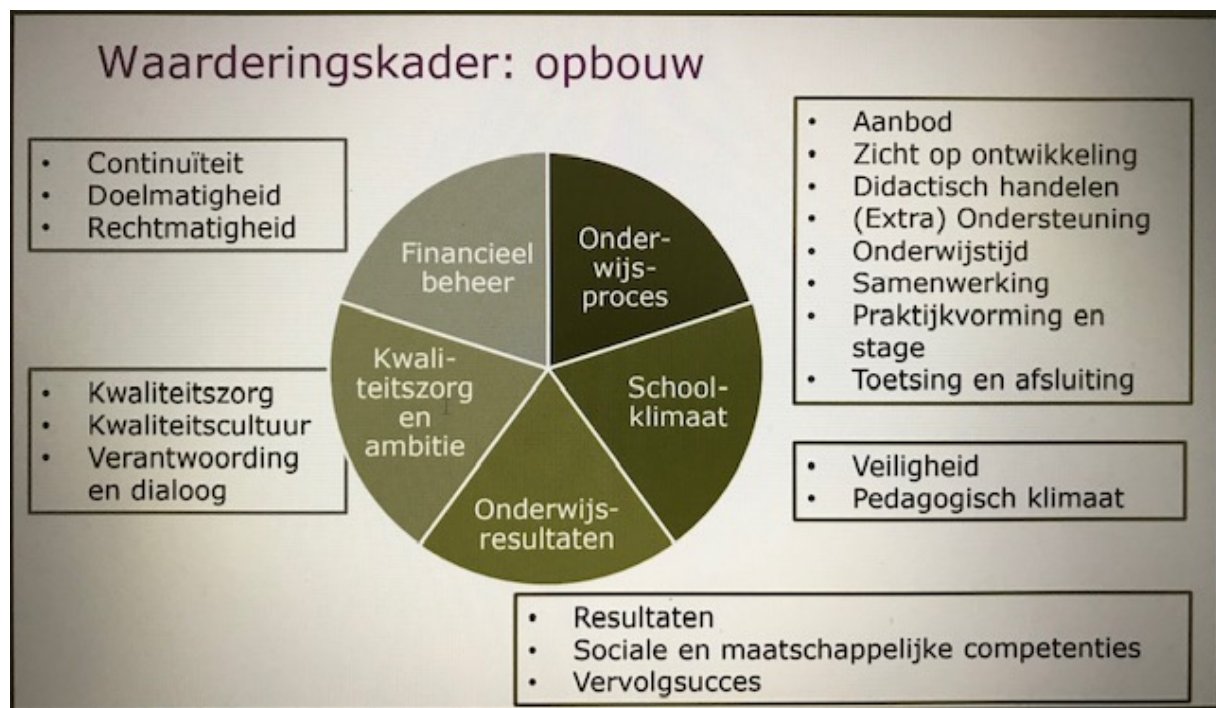 Waarderingskader: opbouw
• Continuïteit
• Doelmatigheid
• Rechtmatigheid
Financieel
beheer
Onder-
wijs-
proces
• Aanbod
• Zicht op ontwikkeling
• Didactisch handelen
• (Extra) Ondersteuning
• Onderwijstijd
• Samenwerking
• Praktijkvorming en
stage
• Toetsing en afsluiting
• Kwaliteitszorg
• Kwaliteitscultuur
• Verantwoording
en dialoog
Kwali-
teitszorg
en
ambitie
School-
klimaat
• Veiligheid
• Pedagogisch klimaat
Onderwijs-
resultaten
• Resultaten
• Sociale en maatschappelijke competenties
• Vervolgsucces